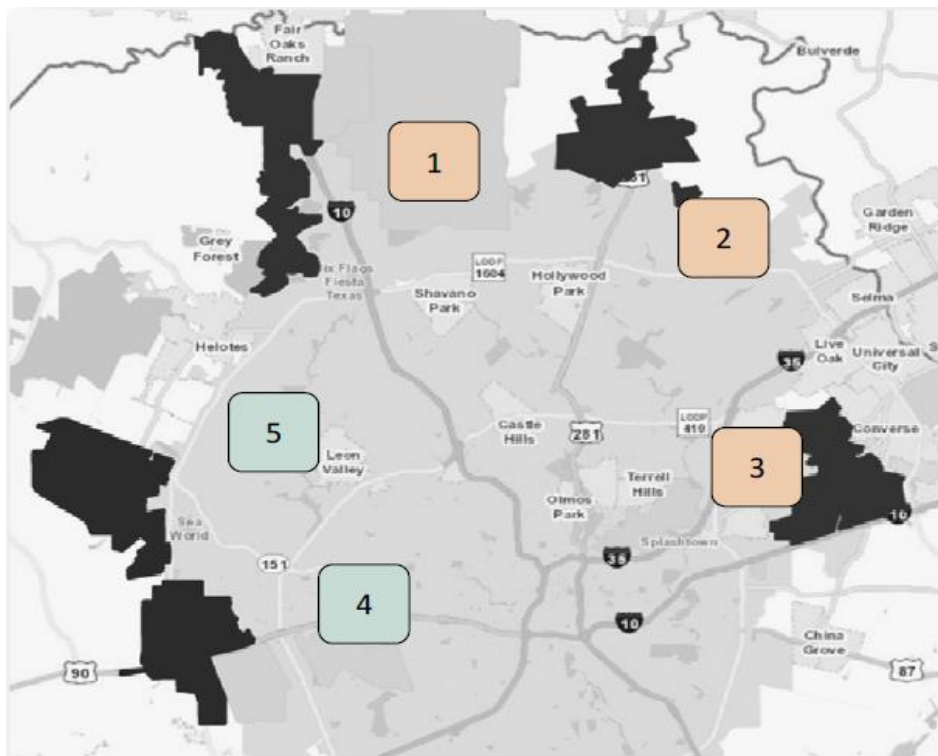 Fair
Oaks
Ranch
Bulverde
1
10
2
Garden
Ridge
Grey
Forest
LOOP
1604
Hollywood
Park
ix Flags
Fiesta
Texas
Shavano
Park
Selma
Helotes
Live
Oak
Universal
City
35
5
Castle
Hills
281
LOOP
410
Converse
Leon
Valley
3
Terrell
Hills
Olmos
Park
10
Sea
World
Splashtown
151
35
4
10
China
Grove
90
87